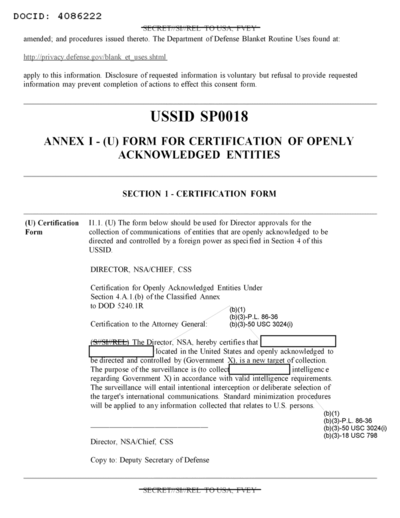 DOCID: 4086222
SECRET//SI//REL TO USA, FVEY
amended; and procedures issued thereto. The Department of Defense Blanket Routine Uses found at:
http://privacy.defense.gov/blank_et_uses.shtml
apply to this information. Disclosure of requested information is voluntary but refusal to provide requested
information may prevent completion of actions to effect this consent form.
USSID SP0018
ANNEX I - (U) FORM FOR CERTIFICATION OF OPENLY
ACKNOWLEDGED ENTITIES
SECTION 1 - CERTIFICATION FORM
(U) Certification
Form
I1.1. (U) The form below should be used for Director approvals for the
collection of communications of entities that are openly acknowledged to be
directed and controlled by a foreign power as specified in Section 4 of this
USSID.
DIRECTOR, NSA/CHIEF, CSS
Certification for Openly Acknowledged Entities Under
Section 4.A.1.(b) of the Classified Annex
to DOD 5240.1R
(b)(1)
(b)(3)-P.L. 86-36
(b)(3)-50 USC 3024(i)
Certification to the Attorney General:
(S//SI//REL) The Director, NSA, hereby certifies that
located in the United States and openly acknowledged to
be directed and controlled by (Government X), is a new target of collection.
The purpose of the surveillance is (to collect intelligence
regarding Government X) in accordance with valid intelligence requirements.
The surveillance will entail intentional interception or deliberate selection of
the target's international communications. Standard minimization procedures
will be applied to any information collected that relates to U.S. persons.
(b)(1)
(b)(3)-P.L. 86-36
(b)(3)-50 USC 3024(i)
(b)(3)-18 USC 798
Director, NSA/Chief, CSS
Copy to: Deputy Secretary of Defense
SECRET//SI//REL TO USA, FVEY